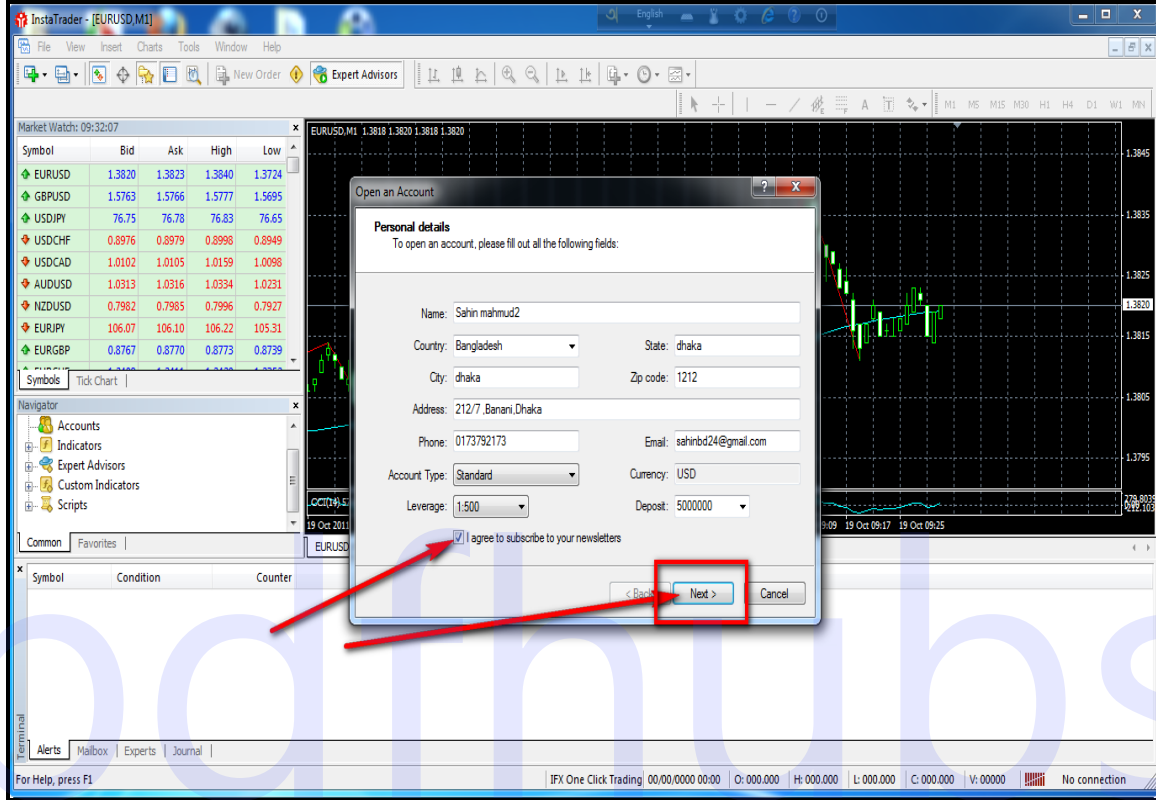 InstaTrader - [EURUSD,M1]
English
File View Insert Charts Tools Window Help
New Order Expert Advisors
A T M1 M5 M15 M30 H1 H4 D1 W1 MN
Market Watch: 09:32:07
Symbol Bid Ask High Low
EURUSD 1.3820 1.3823 1.3840 1.3724
GBPUSD 1.5763 1.5766 1.5777 1.5695
USDJPY 76.75 76.78 76.83 76.65
USDCHF 0.8976 0.8979 0.8998 0.8949
USDCAD 1.0102 1.0105 1.0159 1.0098
AUDUSD 1.0313 1.0316 1.0334 1.0231
NZDUSD 0.7982 0.7985 0.7996 0.7927
EURJPY 106.07 106.10 106.22 105.31
EURGBP 0.8767 0.8770 0.8773 0.8739
Symbols Tick Chart
Navigator
Accounts
Indicators
Expert Advisors
Custom Indicators
Scripts
Common Favorites
EURUSD,M1 1.3818 1.3820 1.3818 1.3820
1.3845
1.3835
1.3825
1.3820
1.3815
1.3805
1.3795
CCI(14)
19 Oct 2011
9:09 19 Oct 09:17 19 Oct 09:25
EURUSD
Open an Account
Personal details
To open an account, please fill out all the following fields:
Name: Sahin mahmud2
Country: Bangladesh State: dhaka
City: dhaka Zip code: 1212
Address: 212/7 ,Banani,Dhaka
Phone: 0173792173 Email: sahinbd24@gmail.com
Account Type: Standard Currency: USD
Leverage: 1:500 Deposit: 5000000
I agree to subscribe to your newsletters
< Back Next > Cancel
Symbol Condition Counter
pdfhubs
Terminal
Alerts Mailbox Experts Journal
For Help, press F1 IFX One Click Trading 00/00/0000 00:00 O: 000.000 H: 000.000 L: 000.000 C: 000.000 V: 00000 No connection